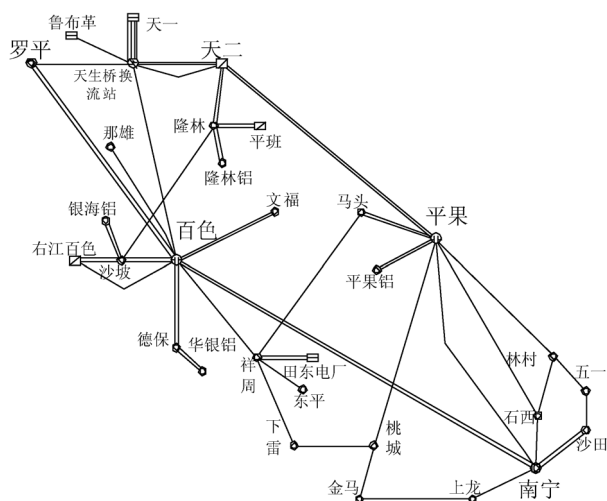 鲁布革
天一
罗平
天二
天生桥换
流站
隆林
平班
那雄
隆林铝
银海铝
文福
马头
平果
百色
右江百色
沙坡
平果铝
德保
华银铝
林村
祥
周
田东电厂
五一
东平
石西
下
雷
桃
城
沙田
金马
上龙
南宁